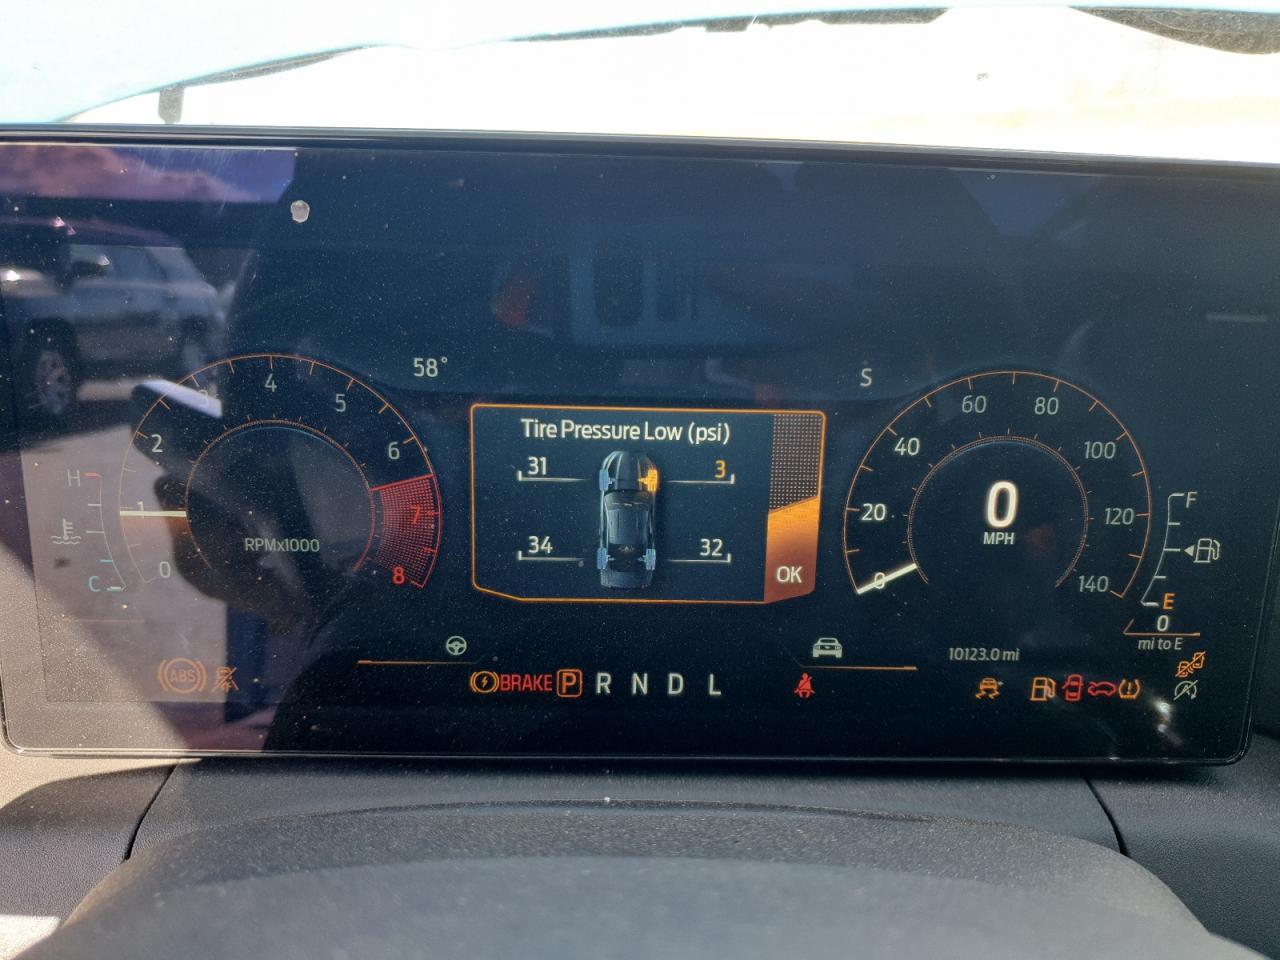 58°
S
Tire Pressure Low (psi)
31
3
34
32
OK
0
1
2
3
4
5
6
7
8
RPMx1000
H
C
0
20
40
60
80
100
120
140
0
MPH
F
E
0
mi to E
10123.0 mi
ABS
BRAKE P R N D L